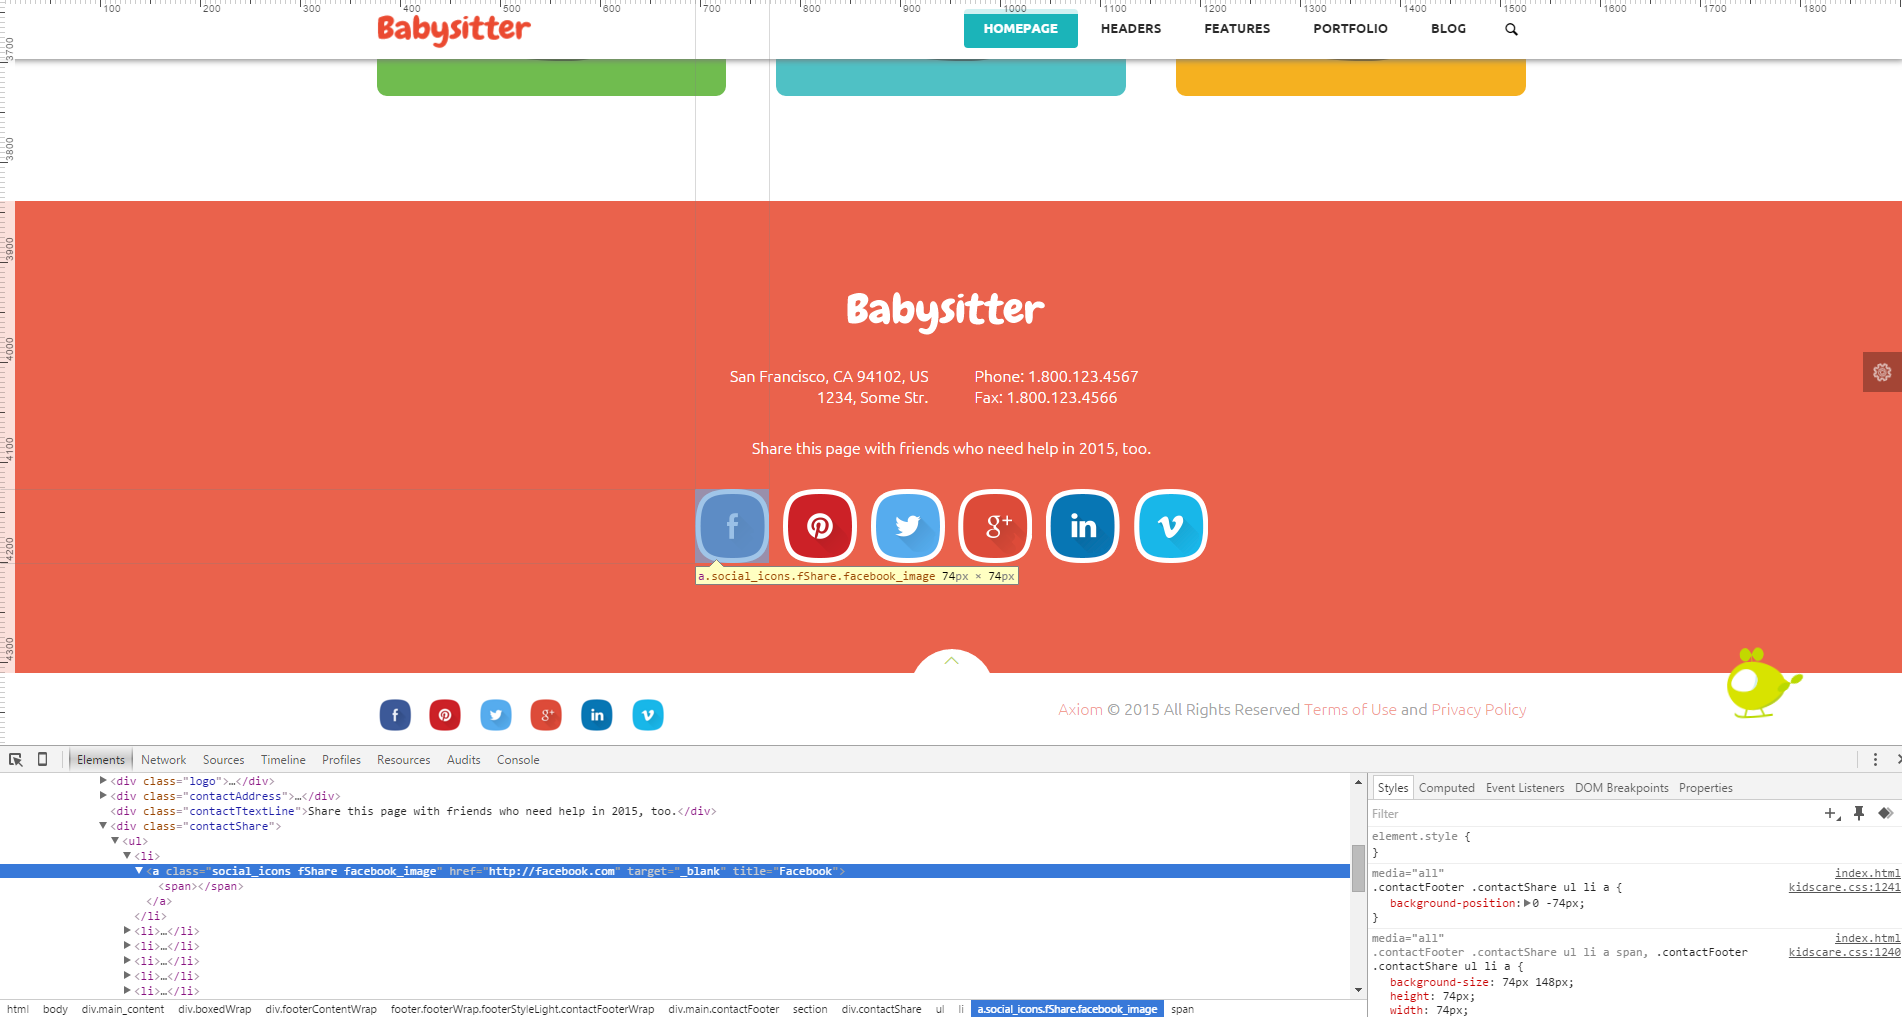 100 200 300 400 500 600 700 800 900 1000 1100 1200 1300 1400 1500 1600 1700 1800
3700
3800
3900
4000
4100
4200
4300
Babysitter
HOMEPAGE HEADERS FEATURES PORTFOLIO BLOG
Babysitter
San Francisco, CA 94102, US Phone: 1.800.123.4567
1234, Some Str. Fax: 1.800.123.4566
Share this page with friends who need help in 2015, too.
f g+ in v
a.social_icons.fShare.facebook_image 74px × 74px
f g+ in v
Axiom © 2015 All Rights Reserved Terms of Use and Privacy Policy
Elements Network Sources Timeline Profiles Resources Audits Console
<div class="logo">…</div>
<div class="contactAddress">…</div>
<div class="contactTtextLine">Share this page with friends who need help in 2015, too.</div>
<div class="contactShare">
<ul>
<li>
<a class="social_icons fShare facebook_image" href="http://facebook.com" target="_blank" title="Facebook">
<span></span>
</a>
</li>
<li>…</li>
<li>…</li>
<li>…</li>
<li>…</li>
<li>…</li>
html body div.main_content div.boxedWrap div.footerContentWrap footer.footerWrap.footerStyleLight.contactFooterWrap div.main.contactFooter section div.contactShare ul li a.social_icons.fShare.facebook_image span
Styles Computed Event Listeners DOM Breakpoints Properties
Filter
element.style {
}
media="all" index.html
.contactFooter .contactShare ul li a { kidscare.css:1241
background-position: 0 -74px;
}
media="all" index.html
.contactFooter .contactShare ul li a span, .contactFooter kidscare.css:1240
.contactShare ul li a {
background-size: 74px 148px;
height: 74px;
width: 74px;